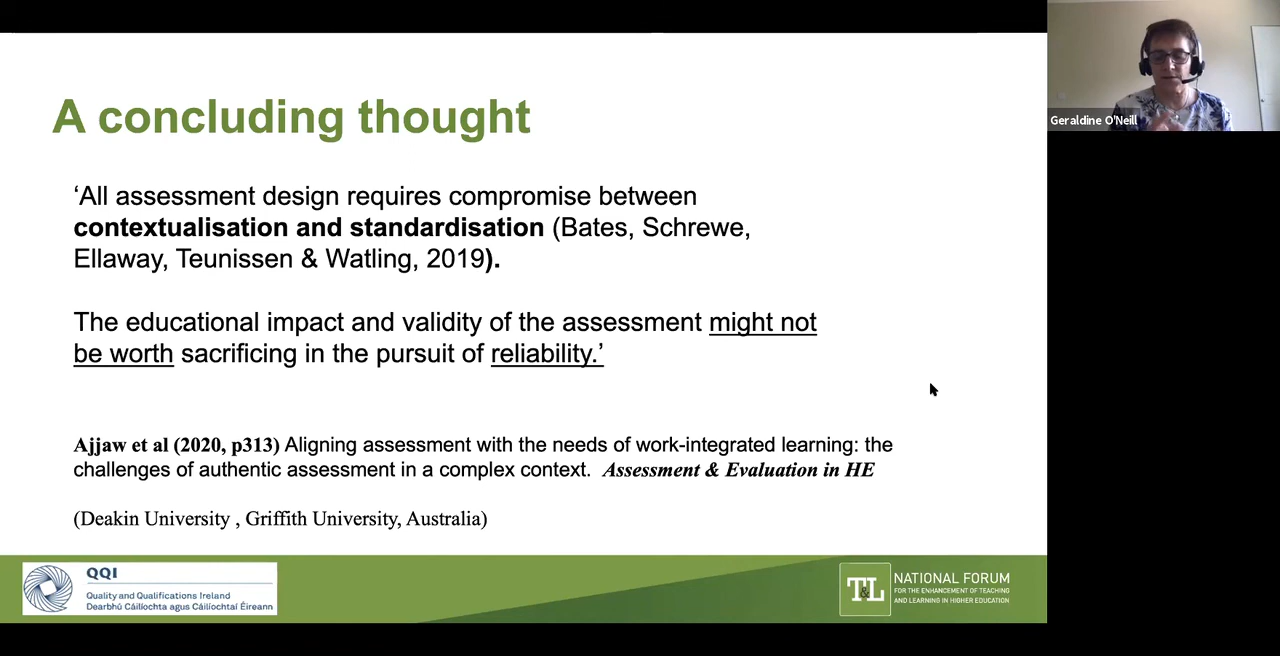 A concluding thought
‘All assessment design requires compromise between
contextualisation and standardisation (Bates, Schrewe,
Ellaway, Teunissen & Watling, 2019).
The educational impact and validity of the assessment might not
be worth sacrificing in the pursuit of reliability.’
Ajjaw et al (2020, p313) Aligning assessment with the needs of work-integrated learning: the
challenges of authentic assessment in a complex context. Assessment & Evaluation in HE
(Deakin University , Griffith University, Australia)
QQI
Quality and Qualifications Ireland
Dearbhú Cáilíochta agus Cáilíochtaí Éireann
T&L
NATIONAL FORUM
FOR THE ENHANCEMENT OF TEACHING
AND LEARNING IN HIGHER EDUCATION
Geraldine O'Neill